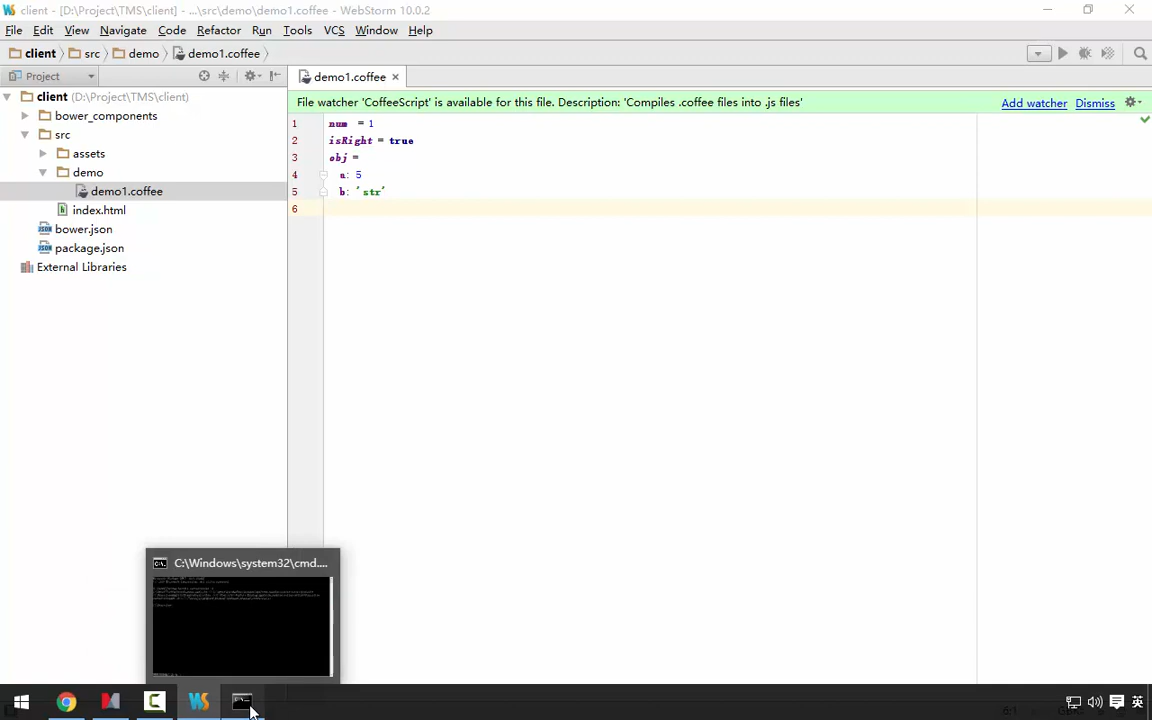 client - [D:\Project\TMS\client] - ...\src\demo\demo1.coffee - WebStorm 10.0.2
File Edit View Navigate Code Refactor Run Tools VCS Window Help
client src demo demo1.coffee
Project
demo1.coffee
client (D:\Project\TMS\client)
bower_components
src
assets
demo
demo1.coffee
index.html
bower.json
package.json
External Libraries
File watcher 'CoffeeScript' is available for this file. Description: 'Compiles .coffee files into .js files' Add watcher Dismiss
1 num = 1
2 isRight = true
3 obj =
4 a: 5
5 b: 'str'
6
C:\Windows\system32\cmd....
英